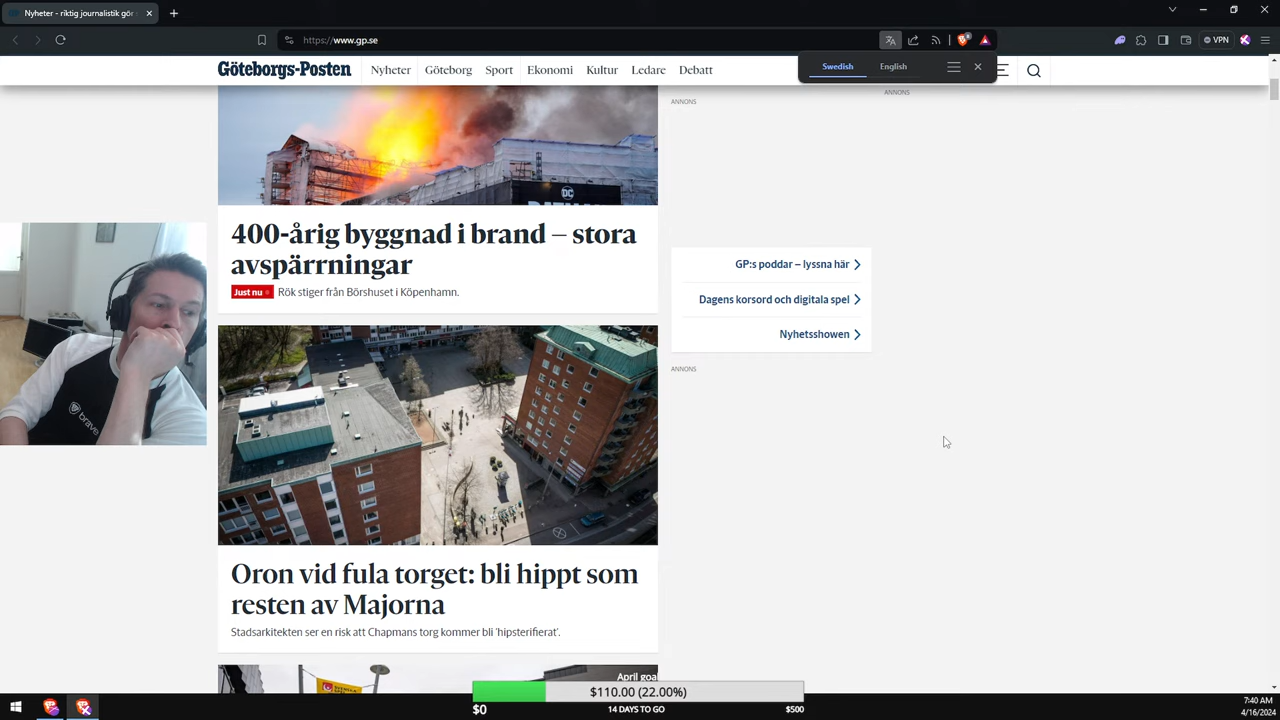 Nyheter - riktig journalistik gör
https://www.gp.se
VPN
Göteborgs-Posten
Nyheter
Göteborg
Sport
Ekonomi
Kultur
Ledare
Debatt
Swedish
English
ANNONS
ANNONS
DC
400-årig byggnad i brand – stora
avspärrningar
Just nu
Rök stiger från Börshuset i Köpenhamn.
GP:s poddar – lyssna här
Dagens korsord och digitala spel
Nyhetsshowen
ANNONS
brave
Oron vid fula torget: bli hippt som
resten av Majorna
Stadsarkitekten ser en risk att Chapmans torg kommer bli 'hipsterifierat'.
April goal
$110.00 (22.00%)
$0
14 DAYS TO GO
$500
7:40 AM
4/16/2024